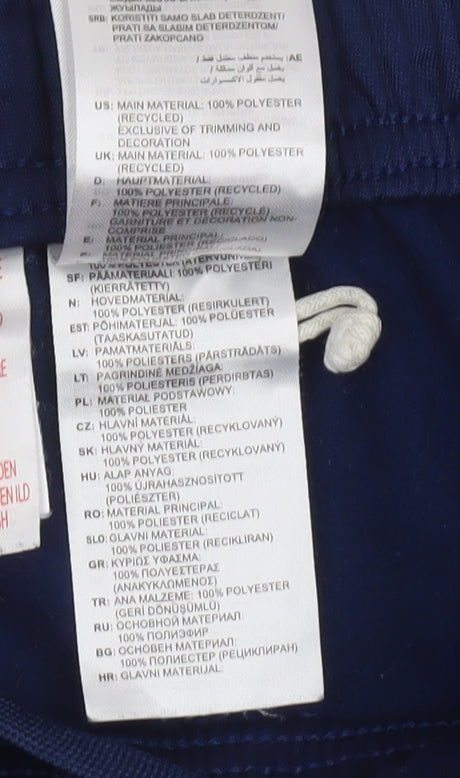 ЖУЫЛАДЫ
SRB: KORISTITI SAMO SLAB DETERDZENT/
PRATI SA SLABIM DETERDZENTOM/
PRATI ZAKOPCANO
US: MAIN MATERIAL: 100% POLYESTER
(RECYCLED)
EXCLUSIVE OF TRIMMING AND
DECORATION
UK: MAIN MATERIAL: 100% POLYESTER
(RECYCLED)
D: HAUPTMATERIAL:
100% POLYESTER (RECYCLED)
F: MATIERE PRINCIPALE:
100% POLYESTER (RECYCLÉ)
GARNITURE ET DÉCORATION NON-
COMPRISE
E: MATERIAL PRINCIPAL:
SF: PÄÄMATERIAALI: 100% POLYESTERI
(KIERRÄTETTY)
N: HOVEDMATERIAL:
100% POLYESTER (RESIRKULERT)
EST: PÕHIMATERJAL: 100% POLÜESTER
(TAASKASUTATUD)
LV: PAMATMATERIĀLS:
100% POLIESTERS (PĀRSTRĀDĀTS)
LT: PAGRINDINĖ MEDŽIAGA:
100% POLIESTERIS (PERDIRBTAS)
PL: MATERIAŁ PODSTAWOWY:
100% POLIESTER
CZ: HLAVNÍ MATERIÁL:
100% POLYESTER (RECYKLOVANÝ)
SK: HLAVNÝ MATERIÁL:
100% POLYESTER (RECYKLOVANÝ)
HU: ALAP ANYAG:
100% ÚJRAHASZNOSÍTOTT
(POLIÉSZTER)
RO: MATERIAL PRINCIPAL:
100% POLIESTER (RECICLAT)
SLO: GLAVNI MATERIAL:
100% POLIESTER (RECIKLIRAN)
GR: ΚΥΡΙΩΣ ΥΦΑΣΜΑ:
100% ΠΟΛΥΕΣΤΕΡΑΣ
(ΑΝΑΚΥΚΛΩΜΕΝΟΣ)
TR: ANA MALZEME: 100% POLYESTER
(GERİ DÖNÜŞÜMLÜ)
RU: ОСНОВНОЙ МАТЕРИАЛ:
100% ПОЛИЭФИР
BG: ОСНОВЕН МАТЕРИАЛ:
100% ПОЛИЕСТЕР (РЕЦИКЛИРАН)
HR: GLAVNI MATERIJAL: